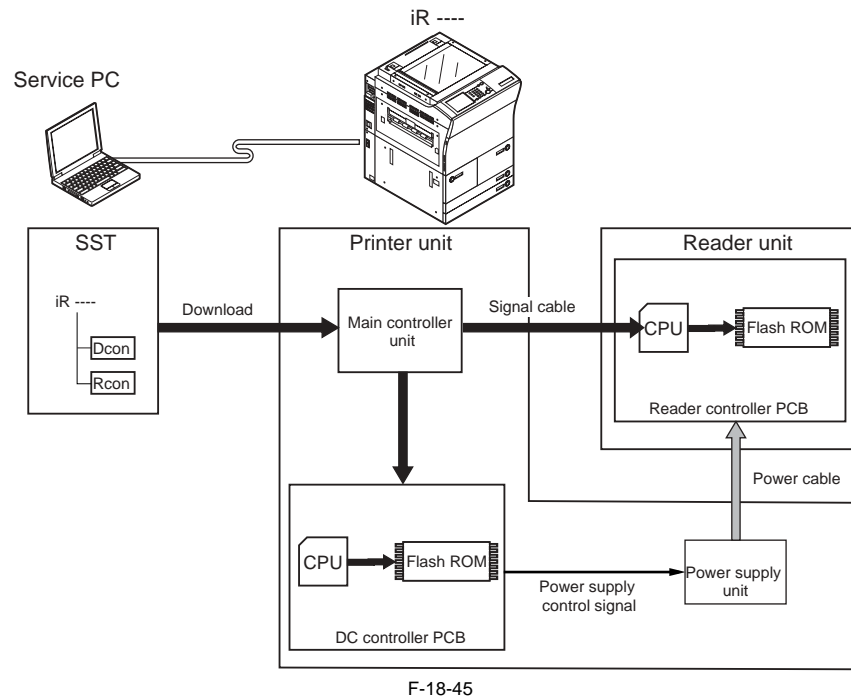 iR ----
Service PC
SST
Printer unit
Reader unit
iR ----
Dcon
Rcon
Download
Main controller
unit
Signal cable
CPU
Flash ROM
Reader controller PCB
Power cable
CPU
Flash ROM
DC controller PCB
Power supply
control signal
Power supply
unit
F-18-45